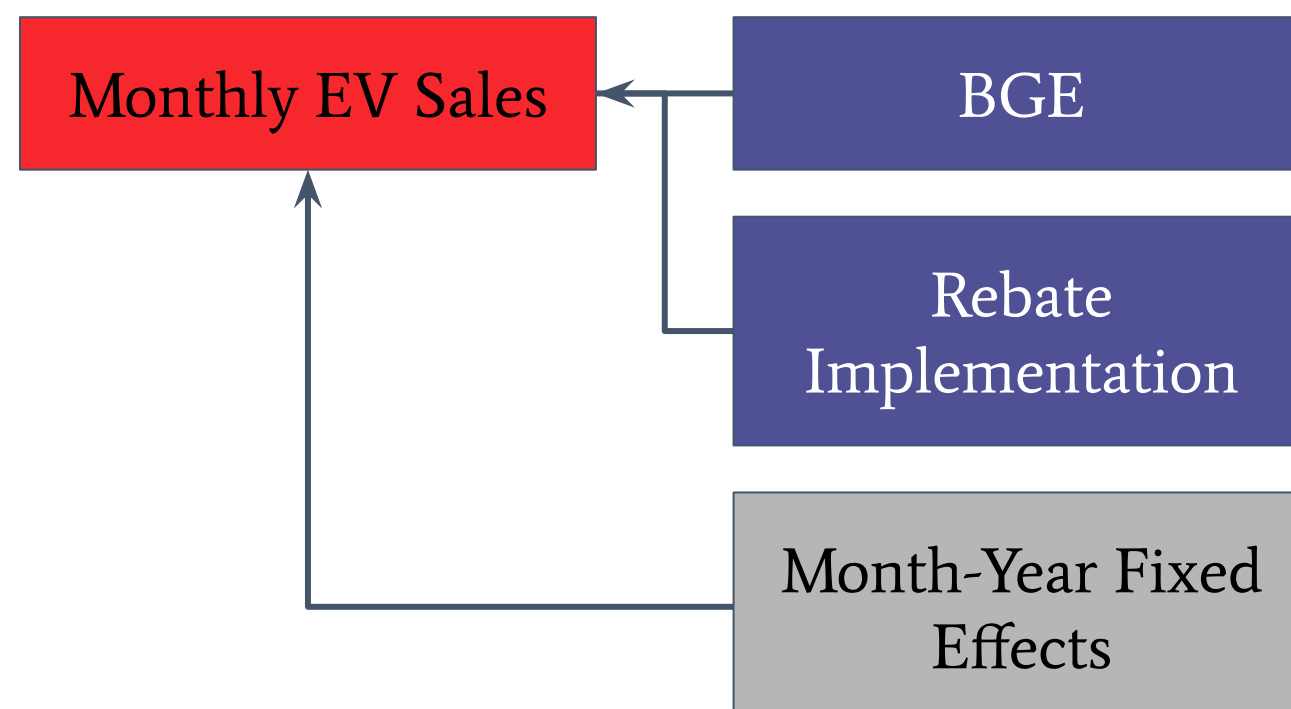 Monthly EV Sales
BGE
Rebate
Implementation
Month-Year Fixed
Effects